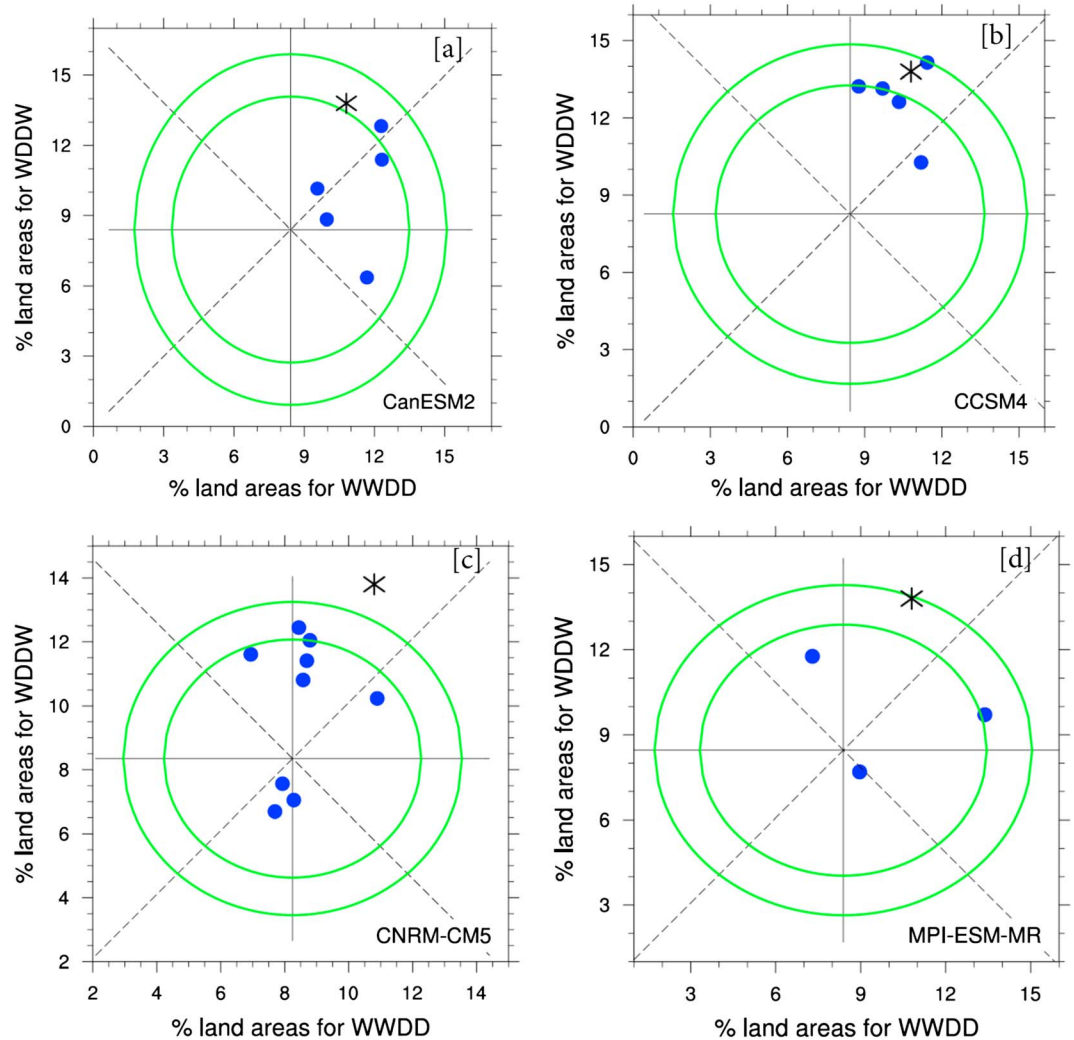 [a]
% land areas for WDDW
15
12
9
6
3
0
CanESM2
0 3 6 9 12 15
% land areas for WWDD
[b]
% land areas for WDDW
15
12
9
6
3
0
CCSM4
0 3 6 9 12 15
% land areas for WWDD
[c]
% land areas for WDDW
14
12
10
8
6
4
2
CNRM-CM5
2 4 6 8 10 12 14
% land areas for WWDD
[d]
% land areas for WDDW
15
12
9
6
3
MPI-ESM-MR
3 6 9 12 15
% land areas for WWDD